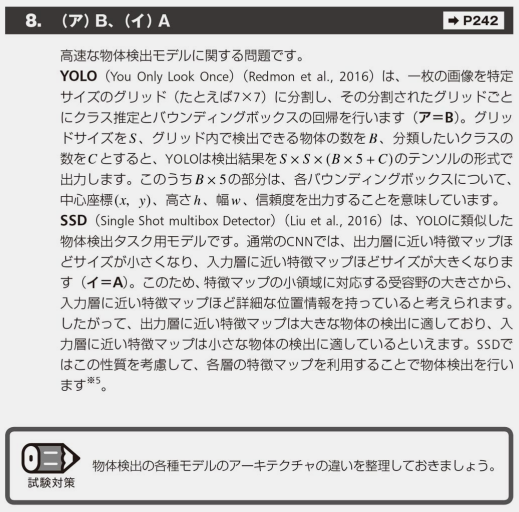 8. (ア) B、(イ) A ➡ P242
高速な物体検出モデルに関する問題です。
YOLO（You Only Look Once）(Redmon et al., 2016) は、一枚の画像を特定
サイズのグリッド（たとえば7×7）に分割し、その分割されたグリッドごと
にクラス推定とバウンディングボックスの回帰を行います（ア＝B）。グリッ
ドサイズをS、グリッド内で検出できる物体の数をB、分類したいクラスの
数をCとすると、YOLOは検出結果をS×S×(B×5+C)のテンソルの形式で
出力します。このうちB×5の部分は、各バウンディングボックスについて、
中心座標(x, y)、高さh、幅w、信頼度を出力することを意味しています。
SSD（Single Shot multibox Detector）(Liu et al., 2016) は、YOLOに類似した
物体検出タスク用モデルです。通常のCNNでは、出力層に近い特徴マップほ
どサイズが小さくなり、入力層に近い特徴マップほどサイズが大きくなりま
す（イ＝A）。このため、特徴マップの小領域に対応する受容野の大きさから、
入力層に近い特徴マップほど詳細な位置情報を持っていると考えられます。
したがって、出力層に近い特徴マップは大きな物体の検出に適しており、入
力層に近い特徴マップは小さな物体の検出に適しているといえます。SSDで
はこの性質を考慮して、各層の特徴マップを利用することで物体検出を行い
ます※5。
試験対策
物体検出の各種モデルのアーキテクチャの違いを整理しておきましょう。